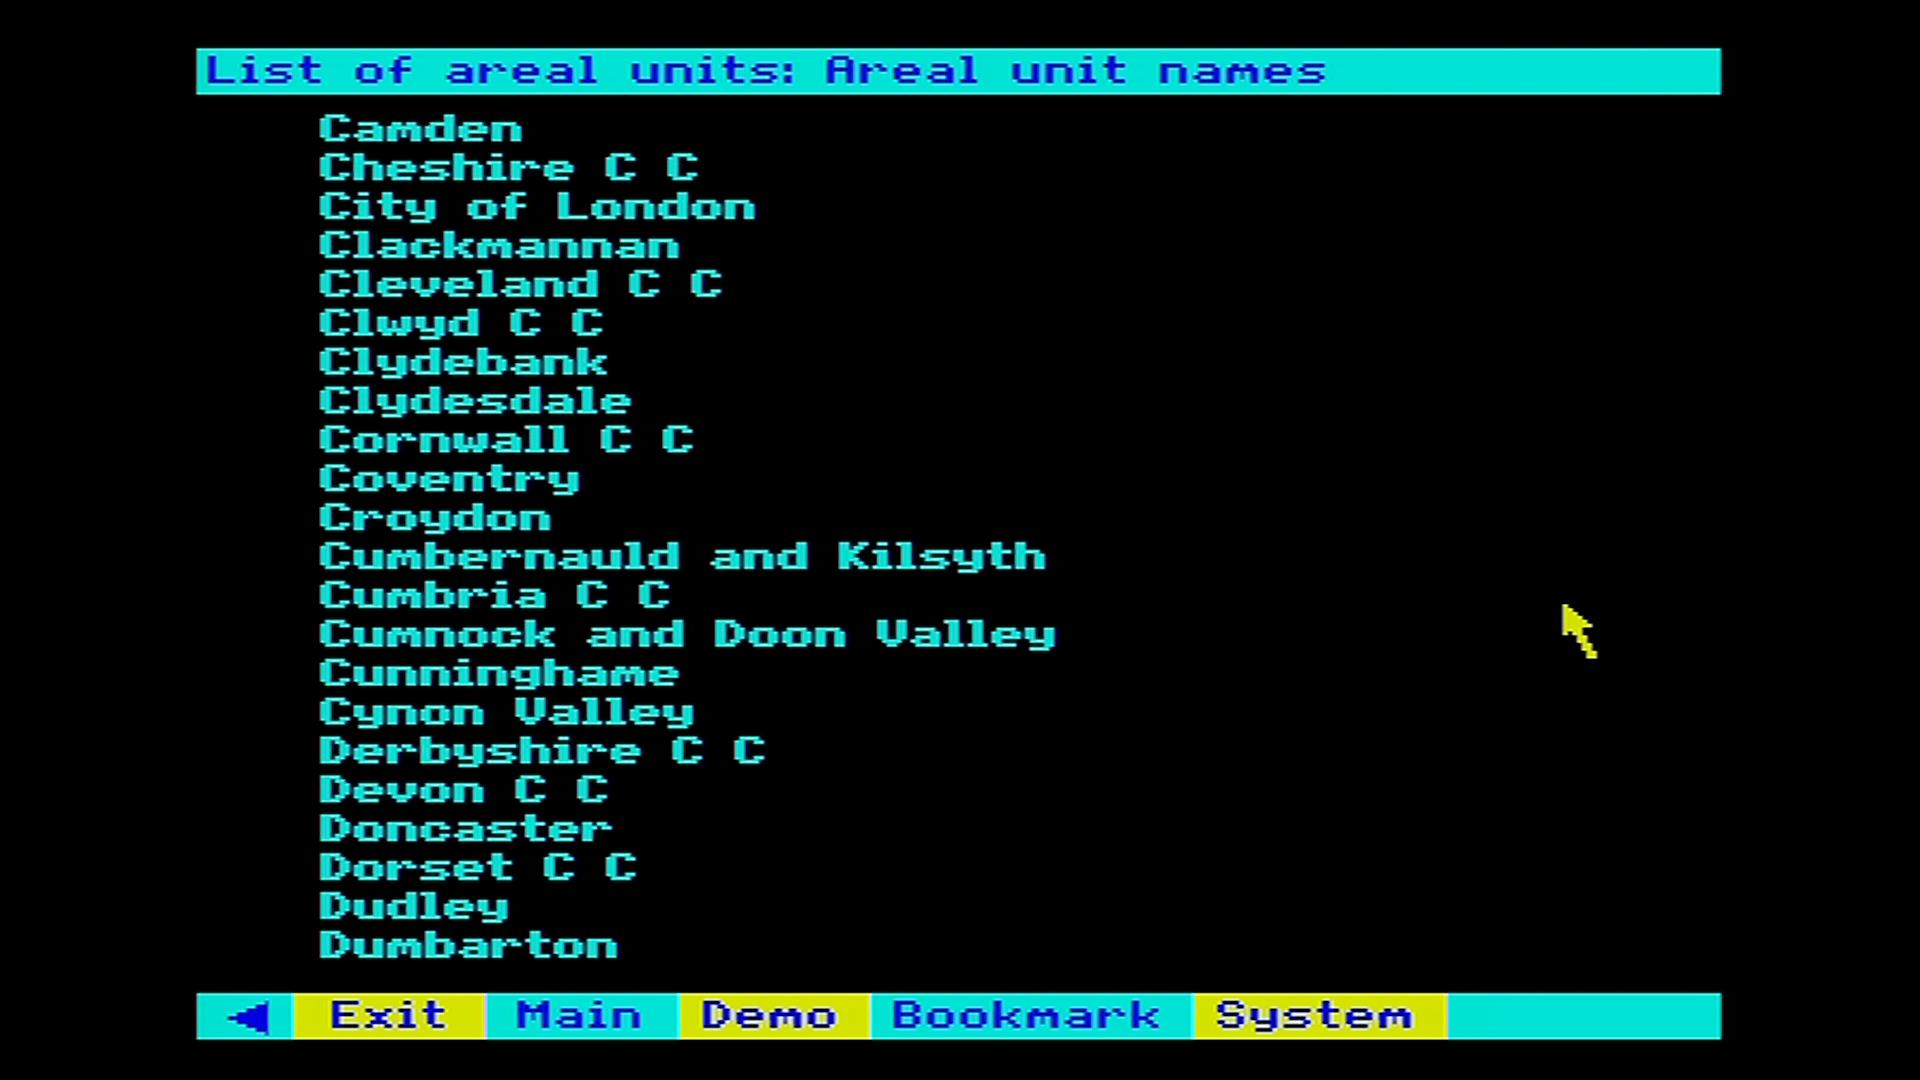 List of areal units: Areal unit names
Camden
Cheshire C C
City of London
Clackmannan
Cleveland C C
Clwyd C C
Clydebank
Clydesdale
Cornwall C C
Coventry
Croydon
Cumbernauld and Kilsyth
Cumbria C C
Cumnock and Doon Valley
Cunninghame
Cynon Valley
Derbyshire C C
Devon C C
Doncaster
Dorset C C
Dudley
Dumbarton
Exit Main Demo Bookmark System